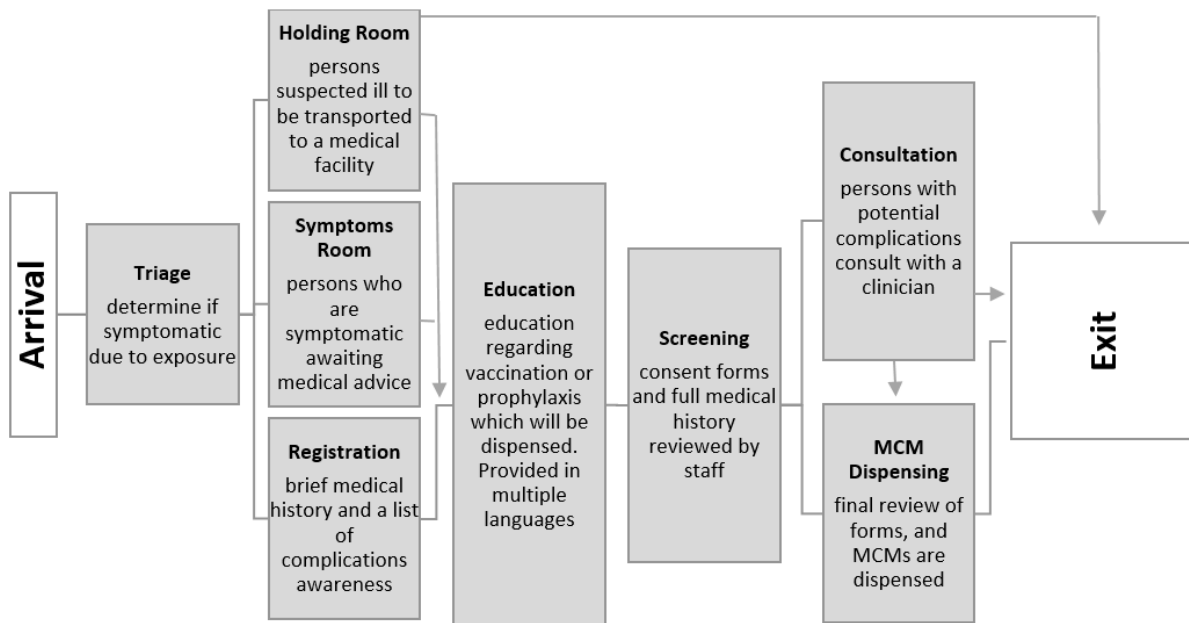 Arrival
Triage
determine if
symptomatic
due to exposure
Holding Room
persons
suspected ill to
be transported
to a medical
facility
Symptoms
Room
persons who
are
symptomatic
awaiting
medical advice
Registration
brief medical
history and a list
of
complications
awareness
Education
education
regarding
vaccination or
prophylaxis
which will be
dispensed.
Provided in
multiple
languages
Screening
consent forms
and full medical
history
reviewed by
staff
Consultation
persons with
potential
complications
consult with a
clinician
MCM
Dispensing
final review of
forms, and
MCMs are
dispensed
Exit